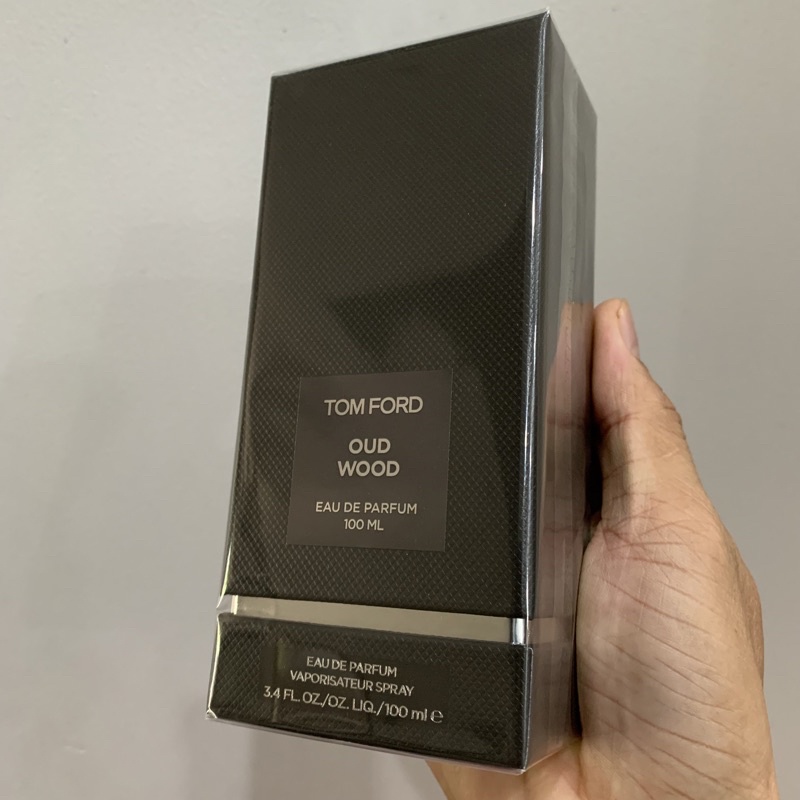 TOM FORD
OUD
WOOD
EAU DE PARFUM
100 ML
EAU DE PARFUM
VAPORISATEUR SPRAY
3.4 FL. OZ./OZ. LIQ./100 ml ℮